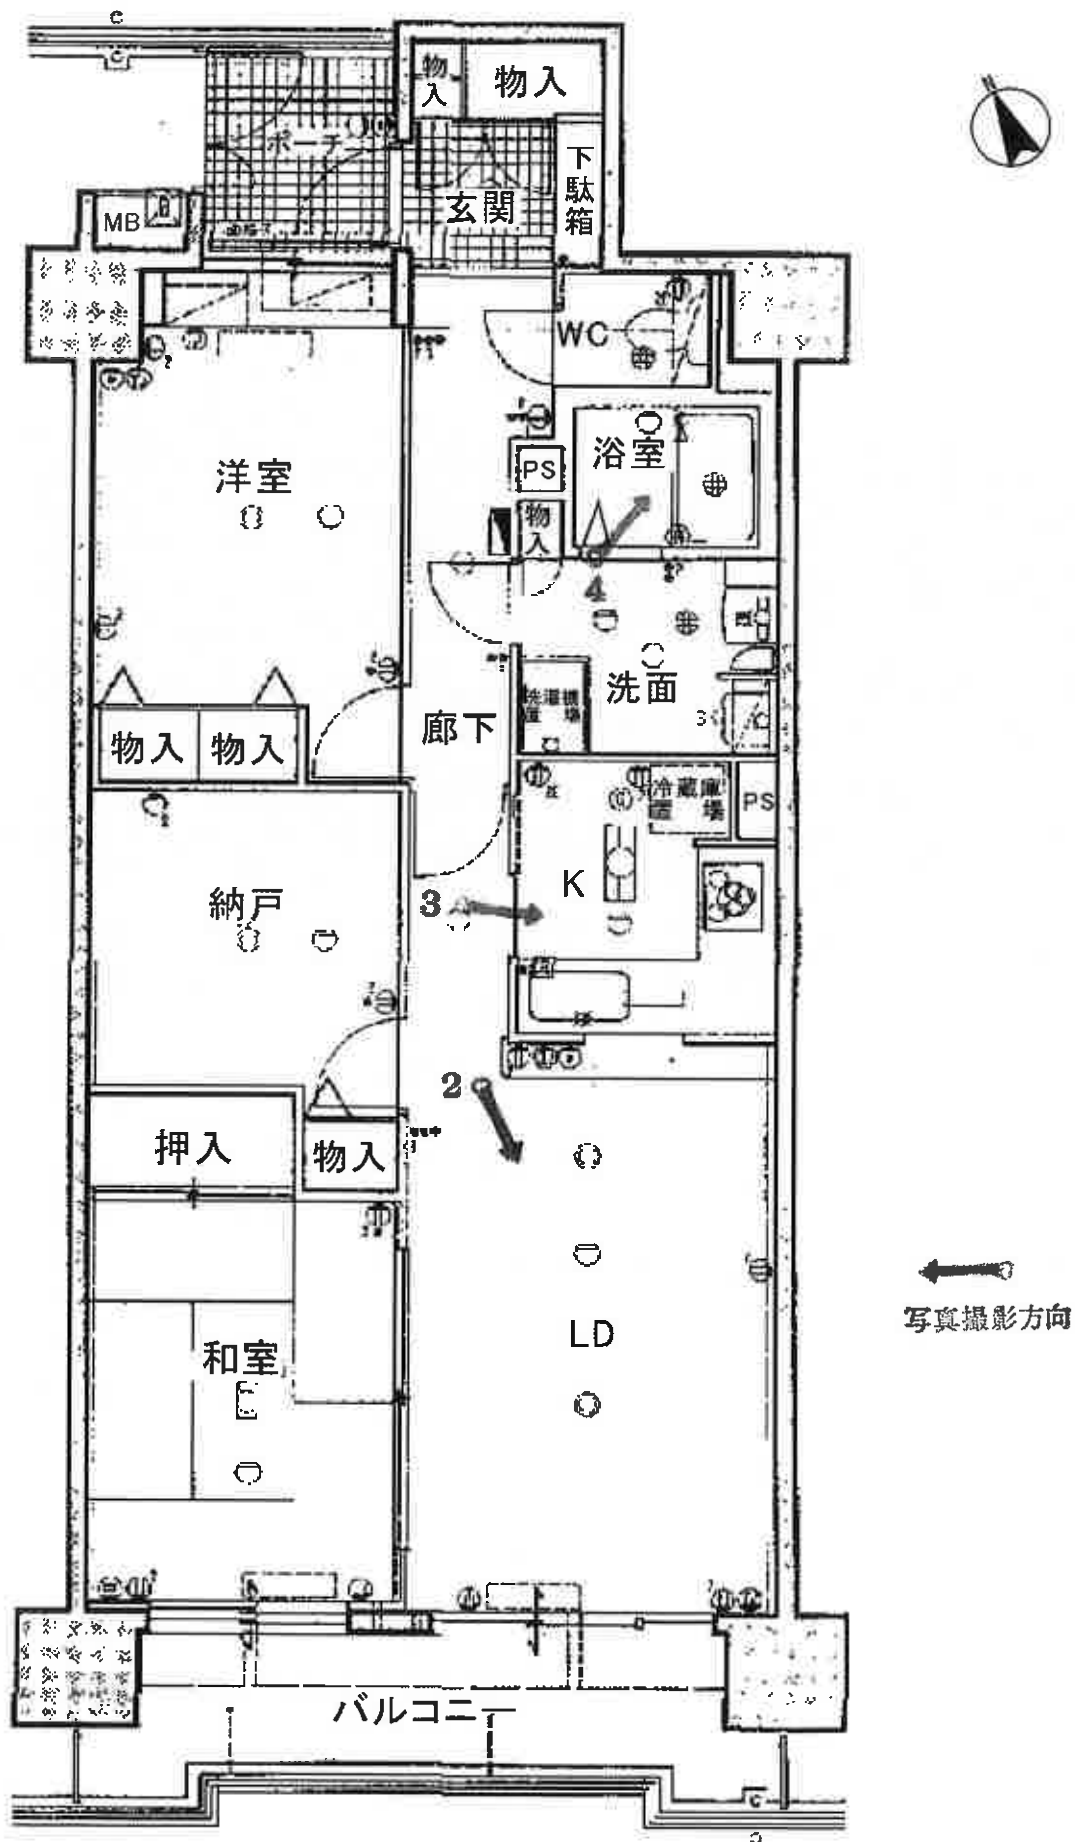 C
C
物入
物入
ポーチ
玄関
下駄箱
N
MB
WC
洋室
浴室
PS
物入
4
洗面
洗濯機置場
廊下
物入
物入
冷蔵庫置場
PS
K
納戸
3
2
押入
物入
和室
LD
写真撮影方向
バルコニー
C